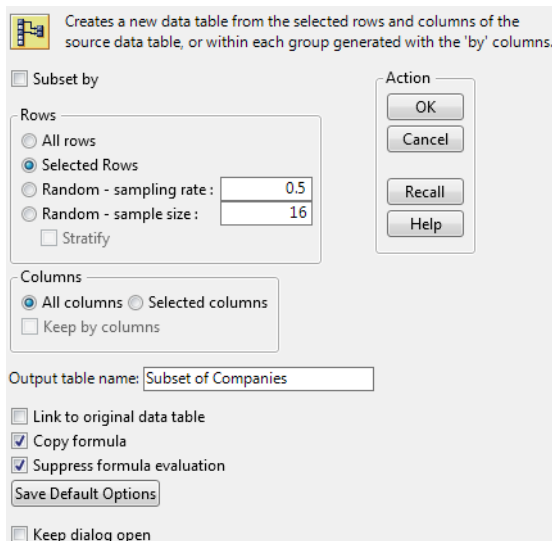 Creates a new data table from the selected rows and columns of the
source data table, or within each group generated with the 'by' columns.
Subset by
Action
OK
Cancel
Recall
Help
Rows
All rows
Selected Rows
Random - sampling rate : 0.5
Random - sample size : 16
Stratify
Columns
All columns Selected columns
Keep by columns
Output table name: Subset of Companies
Link to original data table
Copy formula
Suppress formula evaluation
Save Default Options
Keep dialog open